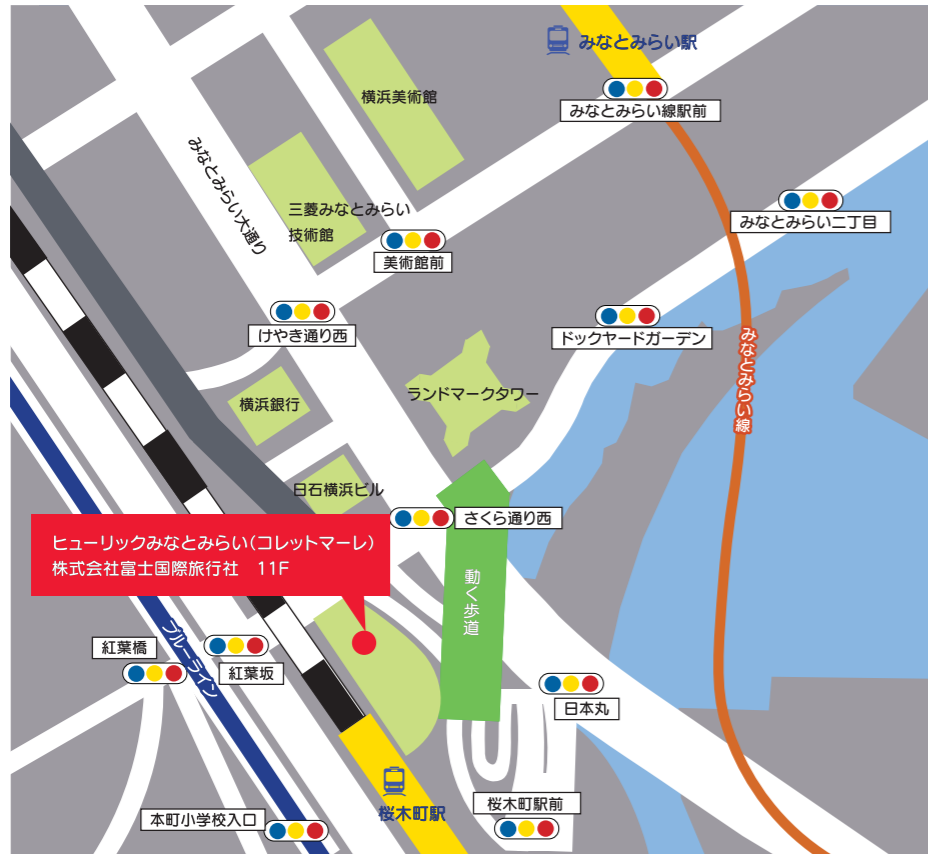 みなとみらい駅
みなとみらい線駅前
横浜美術館
みなとみらい大通り
三菱みなとみらい
技術館
美術館前
みなとみらい二丁目
けやき通り西
ドックヤードガーデン
みなとみらい線
ランドマークタワー
横浜銀行
日石横浜ビル
さくら通り西
ヒューリックみなとみらい(コレットマーレ)
株式会社富士国際旅行社 11F
動く歩道
ブルーライン
紅葉橋
紅葉坂
日本丸
桜木町駅
桜木町駅前
本町小学校入口